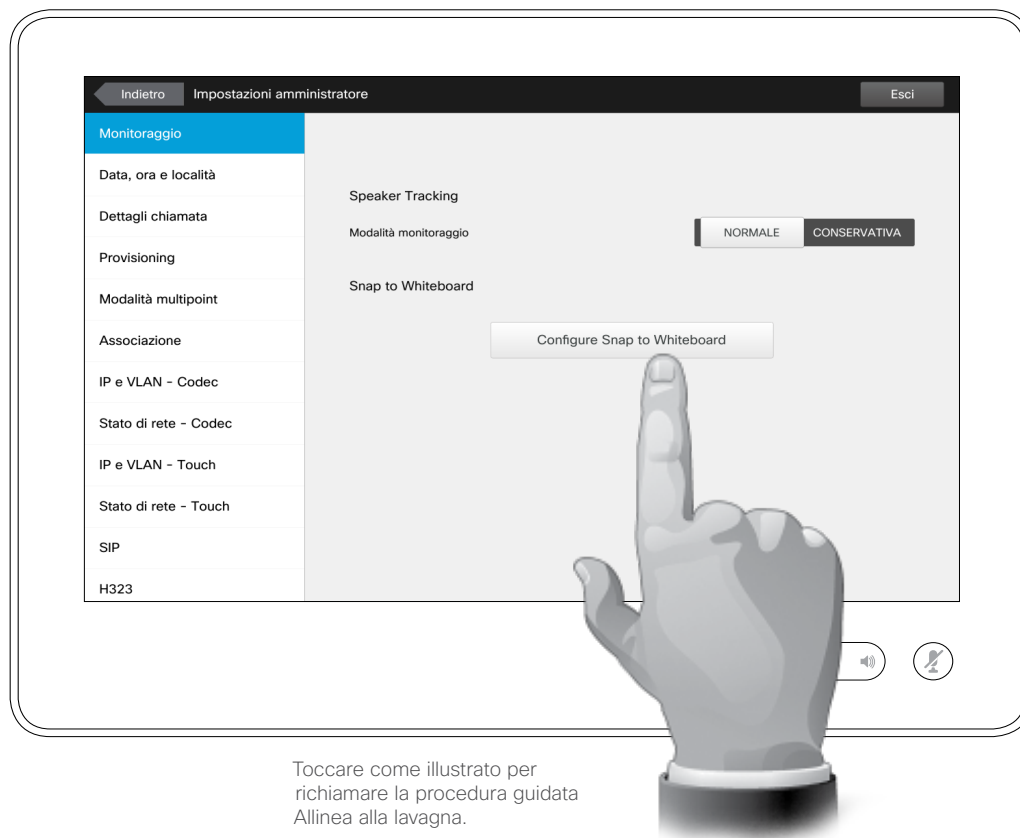 Indietro Impostazioni amministratore Esci
Monitoraggio
Data, ora e località
Dettagli chiamata
Provisioning
Modalità multipoint
Associazione
IP e VLAN - Codec
Stato di rete - Codec
IP e VLAN - Touch
Stato di rete - Touch
SIP
H323
Speaker Tracking
Modalità monitoraggio NORMALE CONSERVATIVA
Snap to Whiteboard
Configure Snap to Whiteboard
Toccare come illustrato per
richiamare la procedura guidata
Allinea alla lavagna.